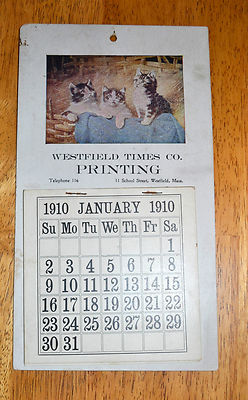 WESTFIELD TIMES CO.
PRINTING
Telephone 116 11 School Street, Westfield, Mass.
1910 JANUARY 1910
Su Mo Tu We Th Fr Sa
1
2 3 4 5 6 7 8
9 10 11 12 13 14 15
16 17 18 19 20 21 22
23 24 25 26 27 28 29
30 31